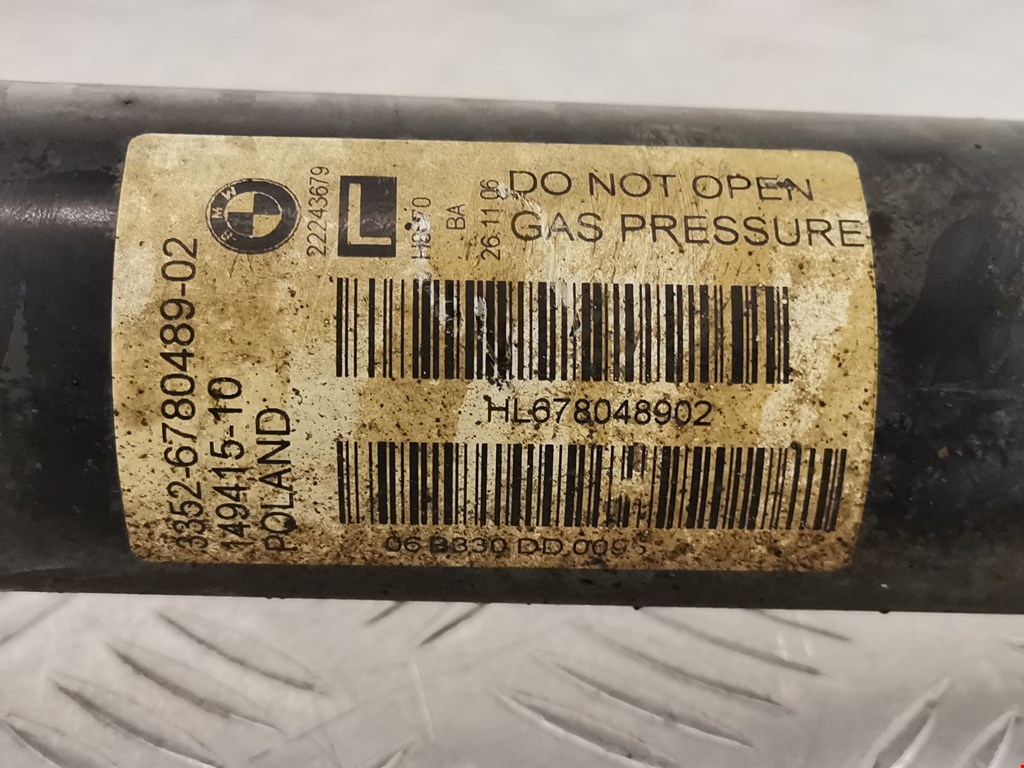 BMW
3352-6780489-02
149415-10
POLAND
22243679
L
BA
26.11.06
DO NOT OPEN
GAS PRESSURE
HL678048902
06 B330 DD 0095